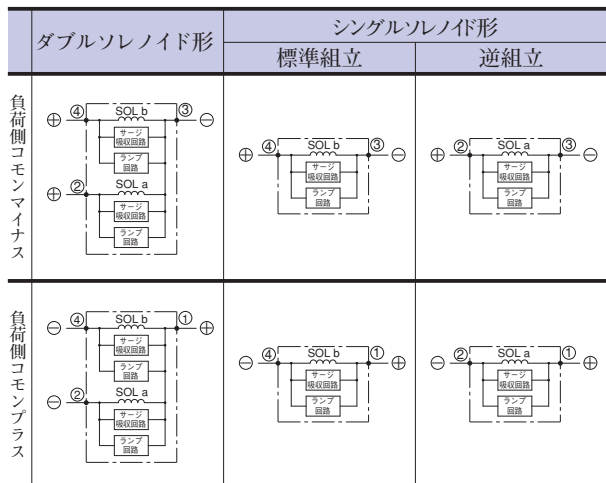 ダブルソレノイド形
シングルソレノイド形
標準組立
逆組立
負荷側コモンマイナス
④ SOL b ③
⊕ ⊖
サージ
吸収回路
ランプ
回路
② SOL a
⊕
サージ
吸収回路
ランプ
回路
④ SOL b ③
⊕ ⊖
サージ
吸収回路
ランプ
回路
② SOL a ③
⊕ ⊖
サージ
吸収回路
ランプ
回路
負荷側コモンプラス
④ SOL b ①
⊖ ⊕
サージ
吸収回路
ランプ
回路
② SOL a
⊖
サージ
吸収回路
ランプ
回路
④ SOL b ①
⊖ ⊕
サージ
吸収回路
ランプ
回路
② SOL a ①
⊖ ⊕
サージ
吸収回路
ランプ
回路